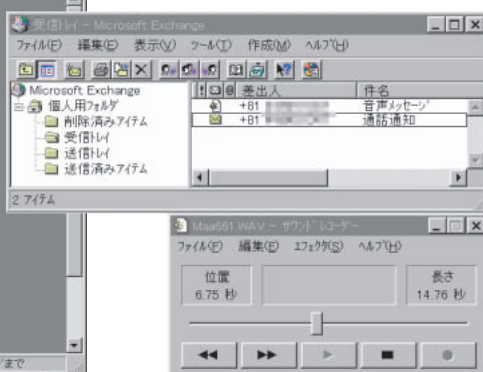 受信トレイ - Microsoft Exchange
ファイル(F) 編集(E) 表示(V) ツール(T) 作成(M) ヘルプ(H)
Microsoft Exchange
個人用フォルダ
削除済みアイテム
受信トレイ
送信トレイ
送信済みアイテム
! 差出人 件名
+81 音声メッセージ
+81 通話通知
2 アイテム
Maa661 WAV - サウンド レコーダー
ファイル(F) 編集(E) エフェクタ(S) ヘルプ(H)
位置
6.75 秒
長さ
14.76 秒
まで